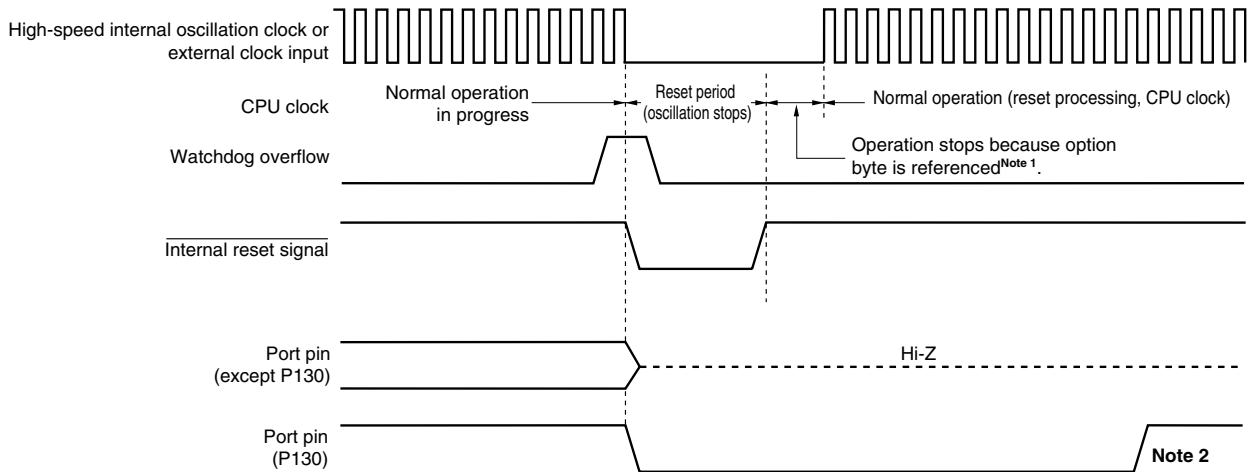 High-speed internal oscillation clock or
external clock input
CPU clock
Normal operation
in progress
Reset period
(oscillation stops)
Normal operation (reset processing, CPU clock)
Operation stops because option
byte is referencedNote 1.
Watchdog overflow
Internal reset signal
Port pin
(except P130)
Hi-Z
Port pin
(P130)
Note 2